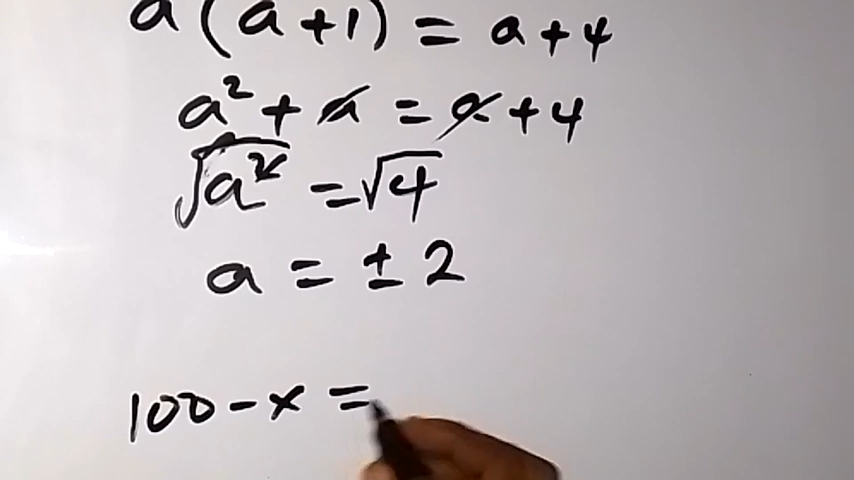 a(a+1) = a+4
a²+a = a+4
√a² = √4
a = ±2
100-x =